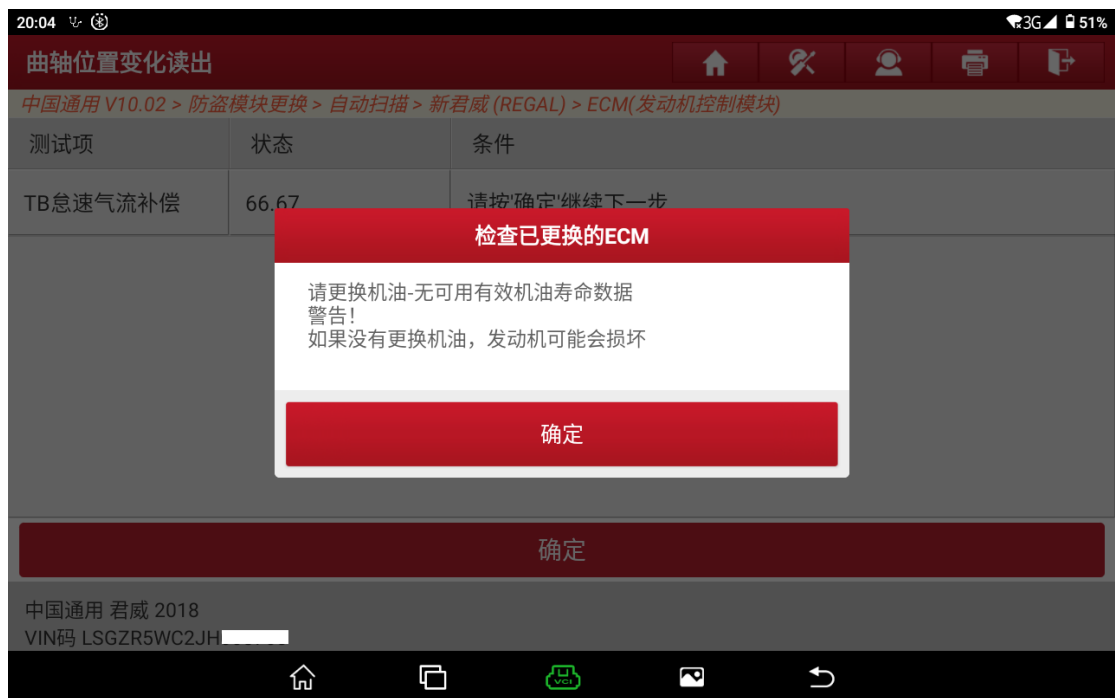 20:04 3G 51%
曲轴位置变化读出
中国通用 V10.02 > 防盗模块更换 > 自动扫描 > 新君威 (REGAL) > ECM(发动机控制模块)
测试项 状态 条件
TB怠速气流补偿 66.67 请按'确定'继续下一步
检查已更换的ECM
请更换机油-无可用有效机油寿命数据
警告！
如果没有更换机油，发动机可能会损坏
确定
确定
中国通用 君威 2018
VIN码 LSGZR5WC2JH
VCI